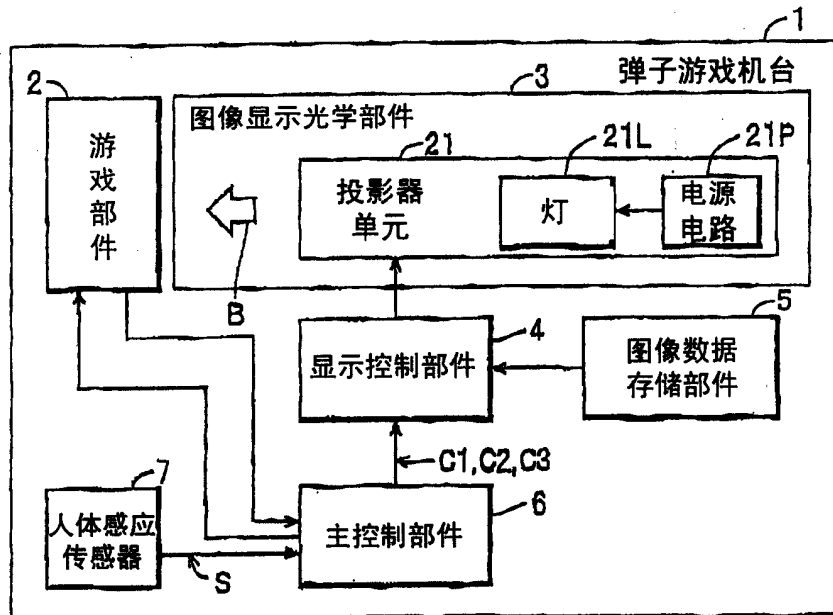 1
弹子游戏机台
2
3
游戏部件
图像显示光学部件
21
21L
21P
投影器
单元
灯
电源
电路
B
4
5
显示控制部件
图像数据
存储部件
C1,C2,C3
7
6
人体感应
传感器
主控制部件
S